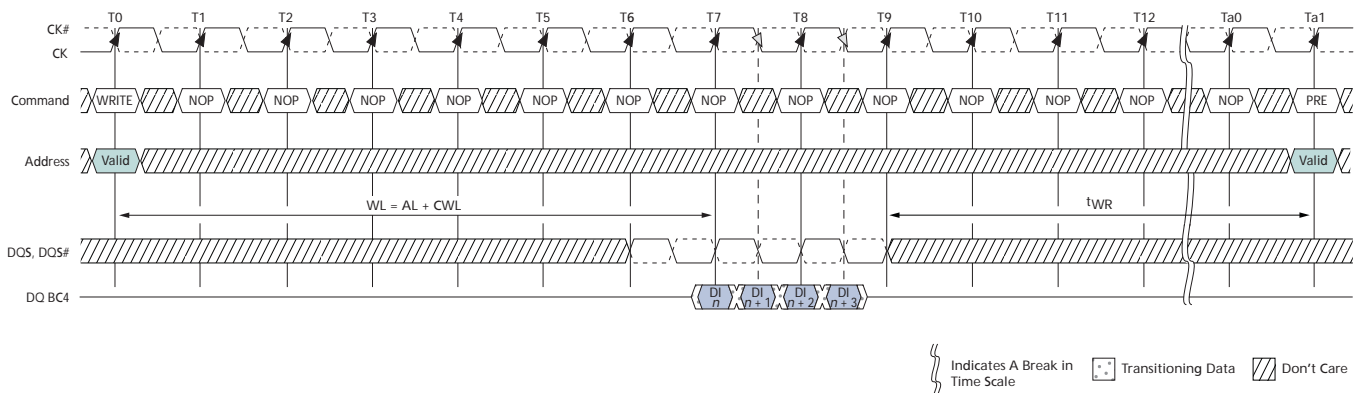 T0 T1 T2 T3 T4 T5 T6 T7 T8 T9 T10 T11 T12 Ta0 Ta1
CK#
CK
Command WRITE NOP NOP NOP NOP NOP NOP NOP NOP NOP NOP NOP NOP NOP PRE
Address Valid Valid
WL = AL + CWL tWR
DQS, DQS#
DQ BC4 DI n DI n + 1 DI n + 2 DI n + 3
Indicates A Break in
Time Scale
Transitioning Data
Don't Care